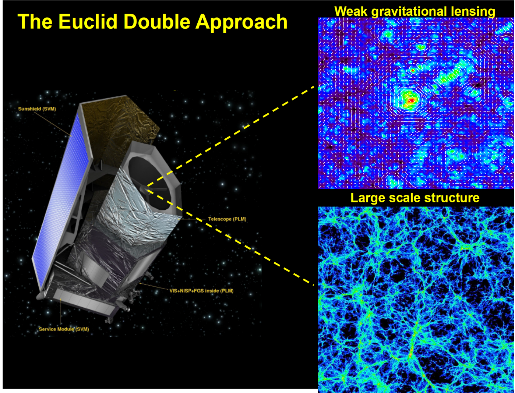 The Euclid Double Approach
Weak gravitational lensing
Sunshield (SVM)
Large scale structure
Telescope (PLM)
VIS+NISP+FGS inside (PLM)
Service Module (SVM)